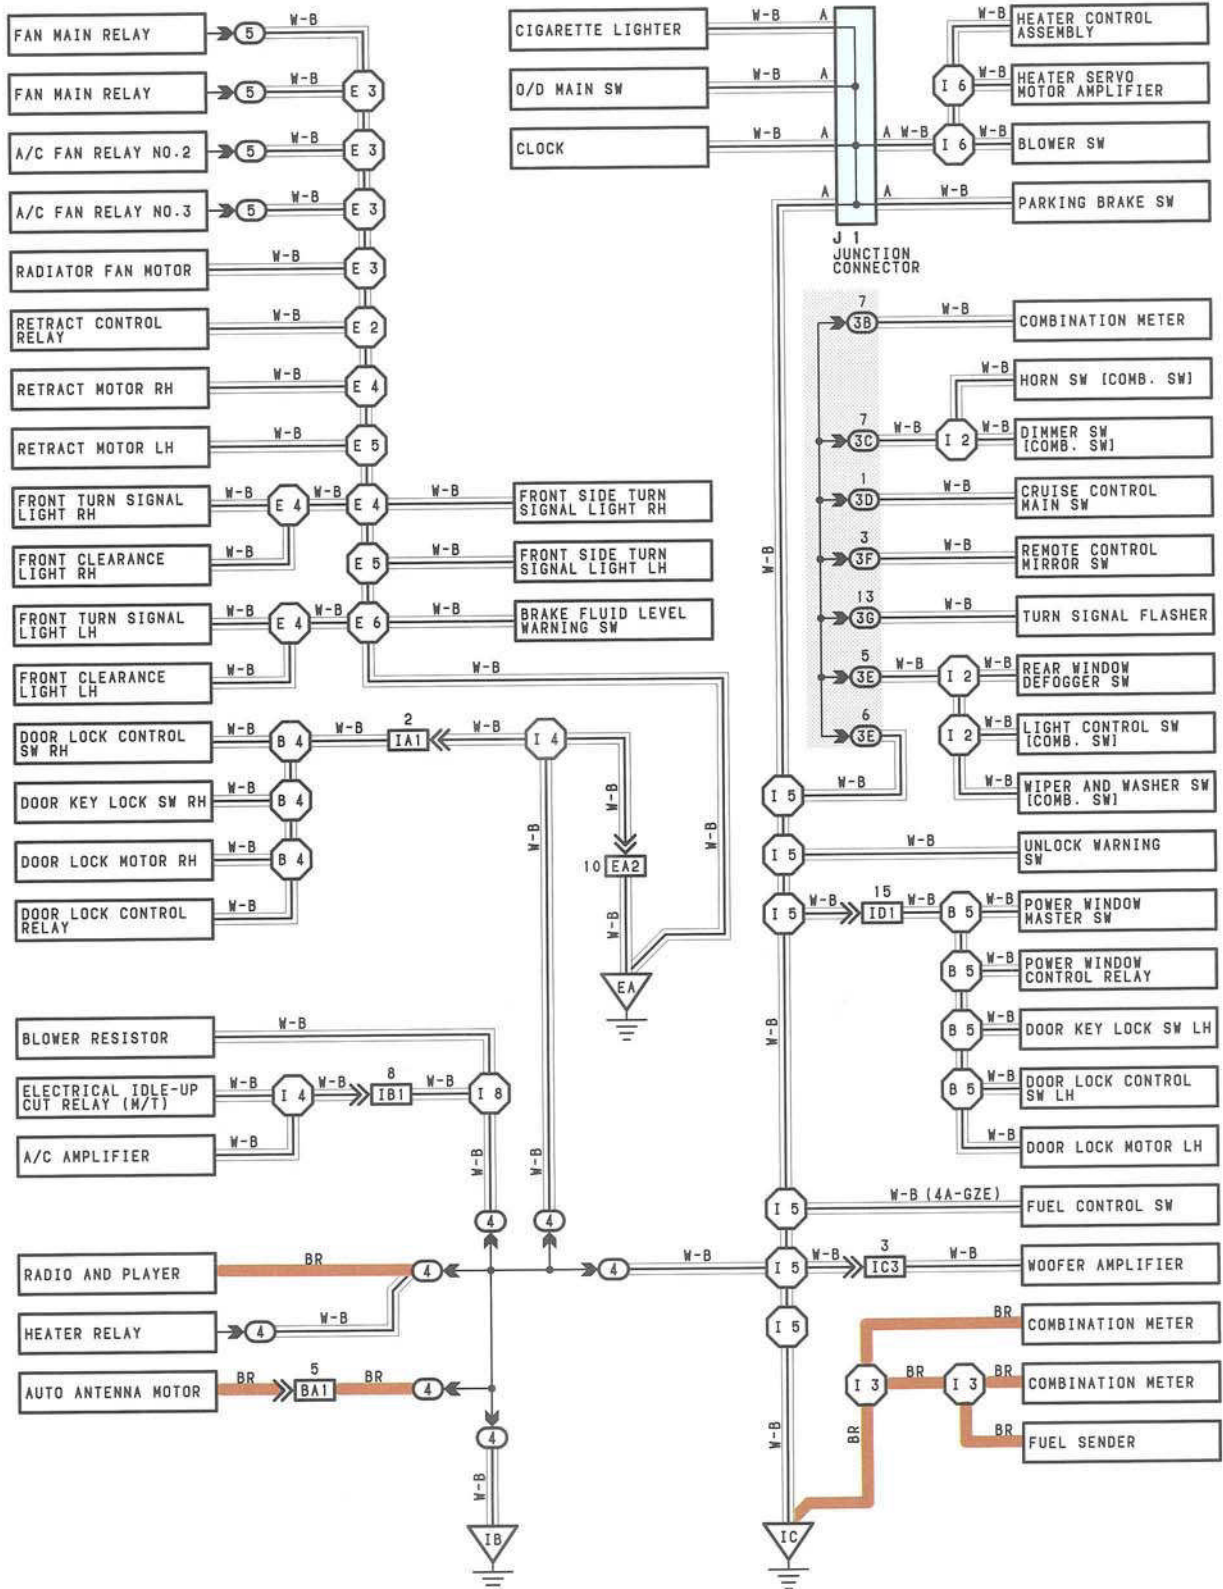 FAN MAIN RELAY
5
W-B
FAN MAIN RELAY
5
W-B
E 3
A/C FAN RELAY NO.2
5
W-B
E 3
A/C FAN RELAY NO.3
5
W-B
E 3
RADIATOR FAN MOTOR
W-B
E 3
RETRACT CONTROL
RELAY
W-B
E 2
RETRACT MOTOR RH
W-B
E 4
RETRACT MOTOR LH
W-B
E 5
FRONT TURN SIGNAL
LIGHT RH
W-B
E 4
W-B
E 4
W-B
FRONT SIDE TURN
SIGNAL LIGHT RH
FRONT CLEARANCE
LIGHT RH
W-B
E 5
W-B
FRONT SIDE TURN
SIGNAL LIGHT LH
FRONT TURN SIGNAL
LIGHT LH
W-B
E 4
W-B
E 6
W-B
BRAKE FLUID LEVEL
WARNING SW
FRONT CLEARANCE
LIGHT LH
W-B
W-B
W-B
DOOR LOCK CONTROL
SW RH
W-B
B 4
W-B
2
IA1
W-B
I 4
W-B
10
EA2
W-B
EA
DOOR KEY LOCK SW RH
W-B
B 4
DOOR LOCK MOTOR RH
W-B
B 4
DOOR LOCK CONTROL
RELAY
W-B
W-B
W-B
BLOWER RESISTOR
W-B
ELECTRICAL IDLE-UP
CUT RELAY (M/T)
W-B
I 4
W-B
8
IB1
W-B
I 8
A/C AMPLIFIER
W-B
W-B
4
4
RADIO AND PLAYER
BR
4
4
W-B
HEATER RELAY
4
W-B
AUTO ANTENNA MOTOR
BR
5
BA1
BR
4
4
W-B
IB
CIGARETTE LIGHTER
W-B
A
O/D MAIN SW
W-B
A
CLOCK
W-B
A
A
J 1
JUNCTION
CONNECTOR
W-B
HEATER CONTROL
ASSEMBLY
I 6
W-B
HEATER SERVO
MOTOR AMPLIFIER
A
W-B
I 6
W-B
BLOWER SW
A
W-B
PARKING BRAKE SW
W-B
7
3B
W-B
COMBINATION METER
W-B
HORN SW [COMB. SW]
7
3C
W-B
I 2
W-B
DIMMER SW
[COMB. SW]
1
3D
W-B
CRUISE CONTROL
MAIN SW
3
3F
W-B
REMOTE CONTROL
MIRROR SW
13
3G
W-B
TURN SIGNAL FLASHER
5
3E
W-B
I 2
W-B
REAR WINDOW
DEFOGGER SW
6
3E
I 2
W-B
LIGHT CONTROL SW
[COMB. SW]
I 5
W-B
W-B
WIPER AND WASHER SW
[COMB. SW]
I 5
W-B
UNLOCK WARNING
SW
I 5
W-B
15
ID1
W-B
B 5
W-B
POWER WINDOW
MASTER SW
B 5
W-B
POWER WINDOW
CONTROL RELAY
W-B
B 5
W-B
DOOR KEY LOCK SW LH
B 5
W-B
DOOR LOCK CONTROL
SW LH
W-B
DOOR LOCK MOTOR LH
I 5
W-B (4A-GZE)
FUEL CONTROL SW
I 5
W-B
3
IC3
W-B
WOOFER AMPLIFIER
I 5
BR
COMBINATION METER
I 3
BR
I 3
BR
COMBINATION METER
BR
BR
FUEL SENDER
W-B
IC